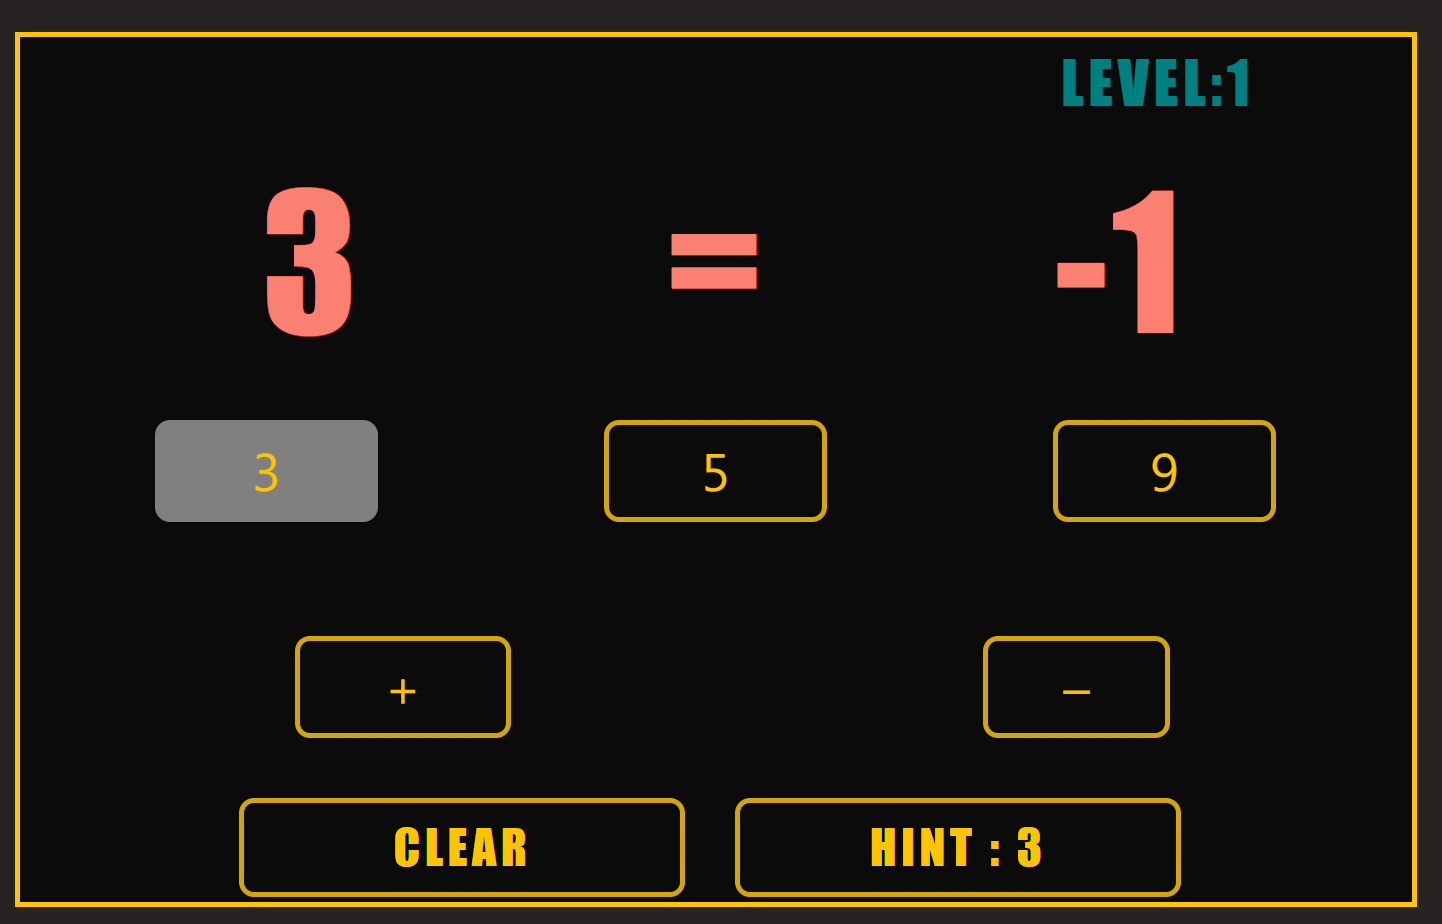 LEVEL:1
3 = -1
3 5 9
+ −
CLEAR HINT : 3